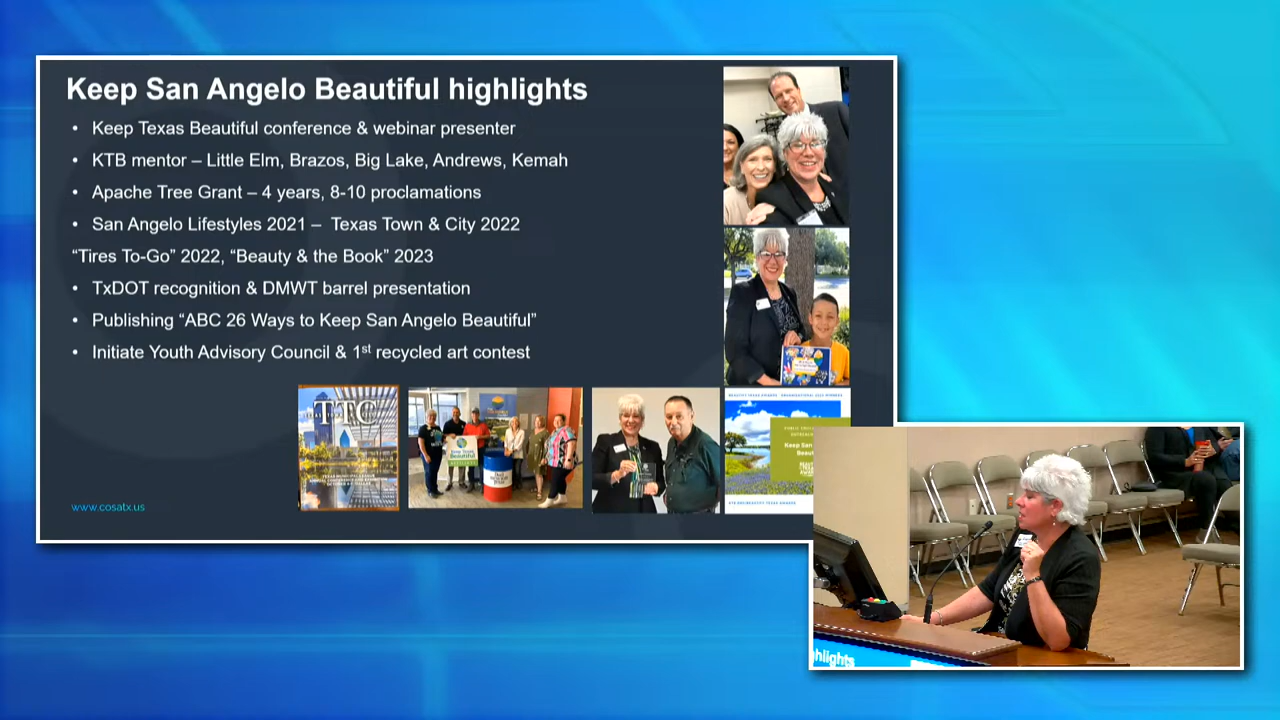 Keep San Angelo Beautiful highlights
• Keep Texas Beautiful conference & webinar presenter
• KTB mentor – Little Elm, Brazos, Big Lake, Andrews, Kemah
• Apache Tree Grant – 4 years, 8-10 proclamations
• San Angelo Lifestyles 2021 – Texas Town & City 2022
“Tires To-Go” 2022, “Beauty & the Book” 2023
• TxDOT recognition & DMWT barrel presentation
• Publishing “ABC 26 Ways to Keep San Angelo Beautiful”
• Initiate Youth Advisory Council & 1st recycled art contest
TTC
Keep San
www.cosatx.us
hlights